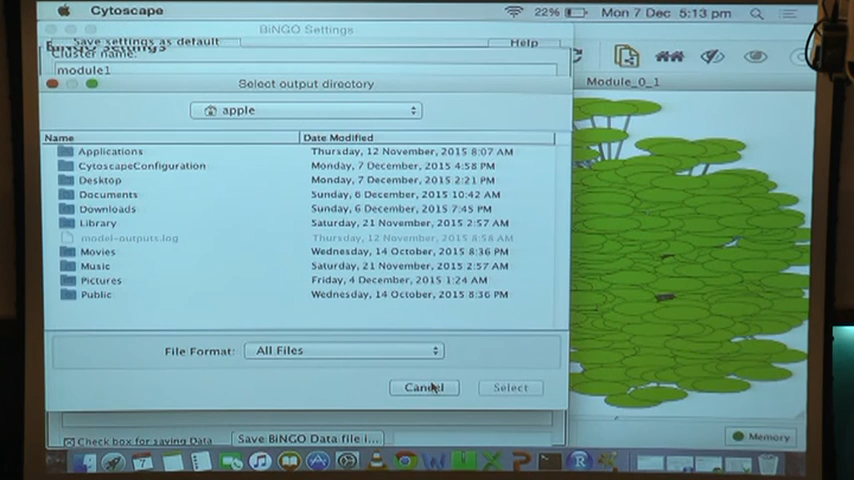 Cytoscape 22% Mon 7 Dec 5:13 pm
BiNGO Settings
Save settings as default Help
BiNGO Settings
Cluster name:
module1
Module_0_1
Select output directory
apple
Name Date Modified
Applications Thursday, 12 November, 2015 8:07 AM
CytoscapeConfiguration Monday, 7 December, 2015 4:58 PM
Desktop Monday, 7 December, 2015 2:21 PM
Documents Sunday, 6 December, 2015 10:42 AM
Downloads Sunday, 6 December, 2015 7:45 PM
Library Saturday, 21 November, 2015 2:57 AM
model-outputs.log Thursday, 12 November, 2015 8:58 AM
Movies Wednesday, 14 October, 2015 8:36 PM
Music Saturday, 21 November, 2015 2:57 AM
Pictures Friday, 4 December, 2015 1:24 AM
Public Wednesday, 14 October, 2015 8:36 PM
File Format: All Files
Cancel Select
Check box for saving Data Save BiNGO Data file i...
Memory